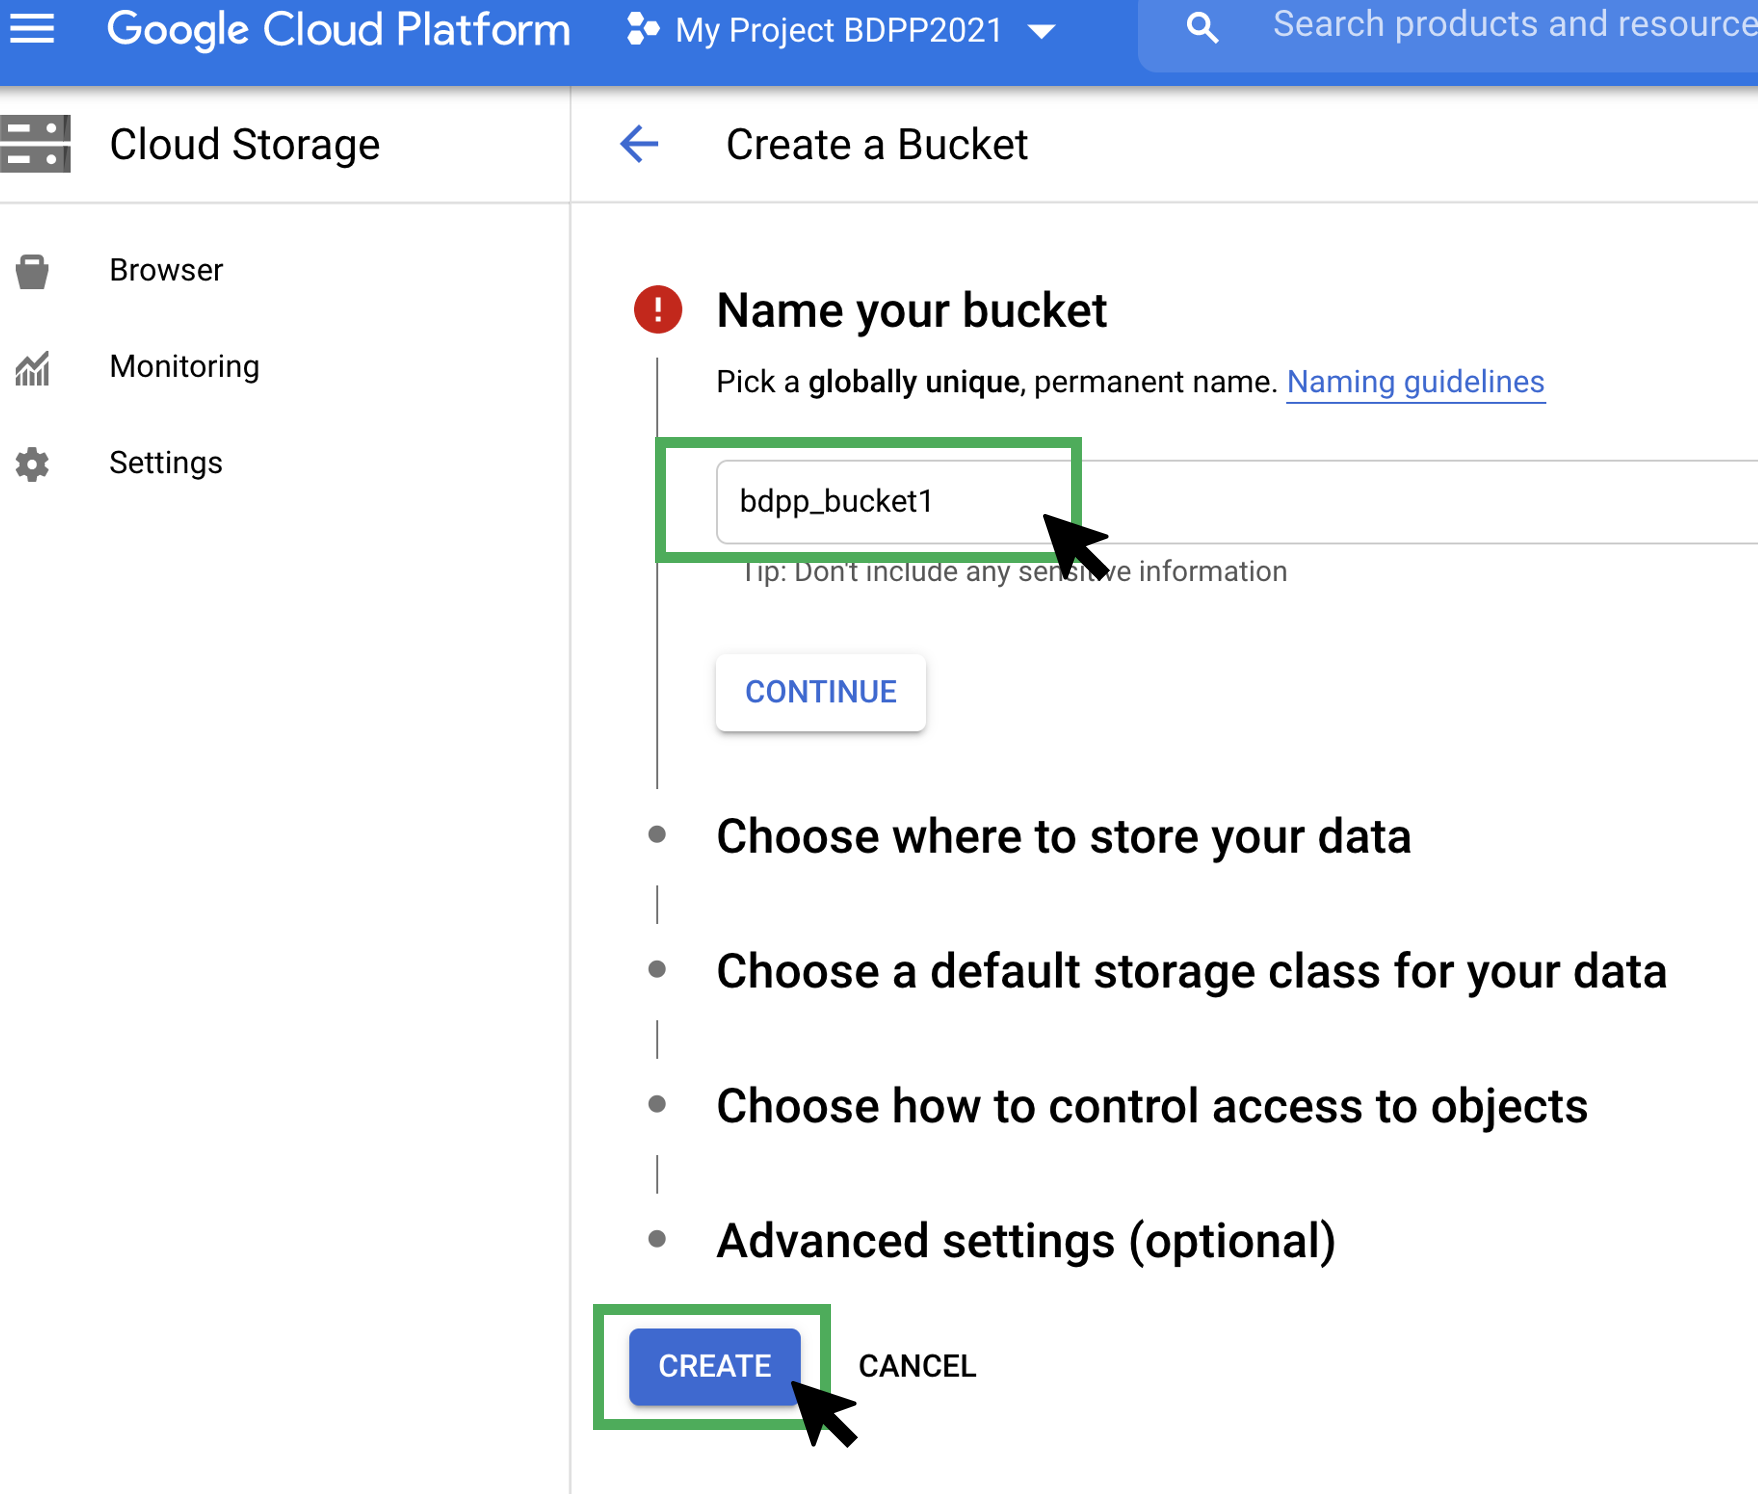 Google Cloud Platform
My Project BDPP2021
Search products and resource
Cloud Storage
Create a Bucket
Browser
Monitoring
Settings
Name your bucket
Pick a globally unique, permanent name. Naming guidelines
bdpp_bucket1
Tip: Don't include any sensitive information
CONTINUE
Choose where to store your data
Choose a default storage class for your data
Choose how to control access to objects
Advanced settings (optional)
CREATE
CANCEL